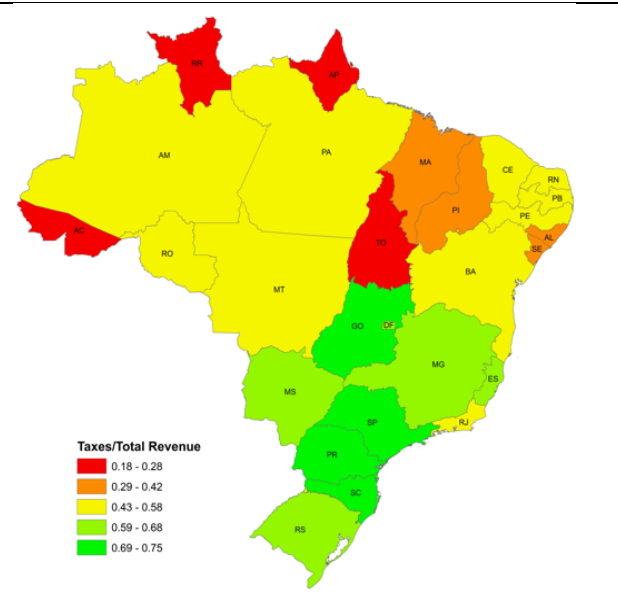 RR
AP
AM
PA
MA
CE
RN
PB
PI
PE
AL
SE
AC
TO
RO
BA
MT
GO
DF
MG
ES
MS
SP
RJ
PR
SC
RS
Taxes/Total Revenue
0.18 - 0.28
0.29 - 0.42
0.43 - 0.58
0.59 - 0.68
0.69 - 0.75